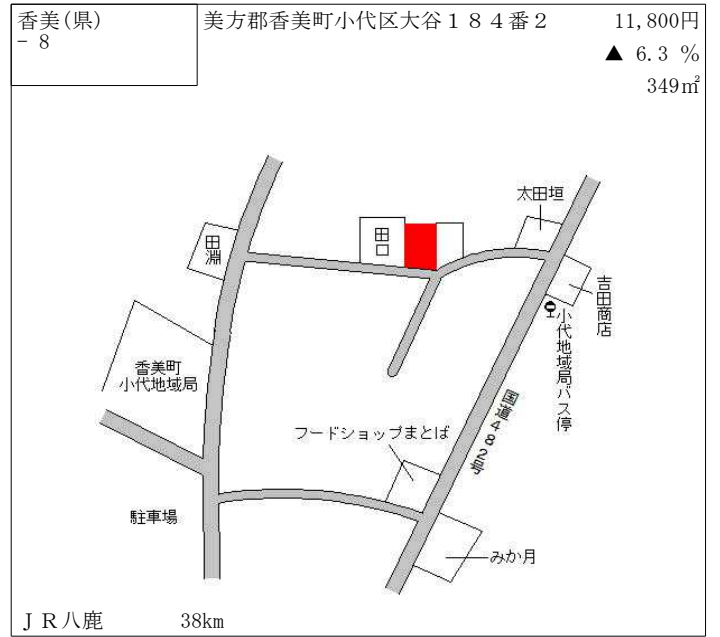 香美(県)
－８
美方郡香美町小代区大谷１８４番２
11,800円
▲ 6.3 %
349㎡
太田垣
田口
田淵
吉田商店
小代地域局バス停
香美町
小代地域局
国道482号
フードショップまとば
駐車場
みか月
ＪＲ八鹿 38km